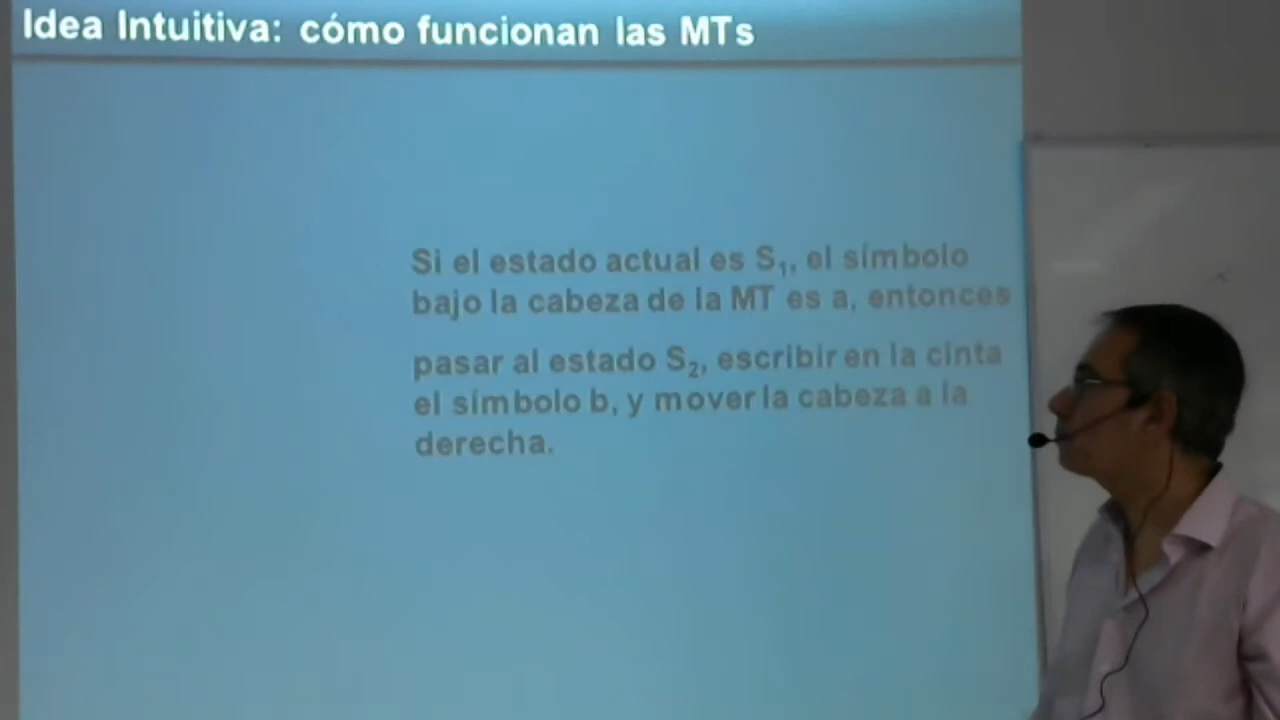 Idea Intuitiva: cómo funcionan las MTs
Si el estado actual es S₁, el símbolo
bajo la cabeza de la MT es a, entonces
pasar al estado S₂, escribir en la cinta
el símbolo b, y mover la cabeza a la
derecha.